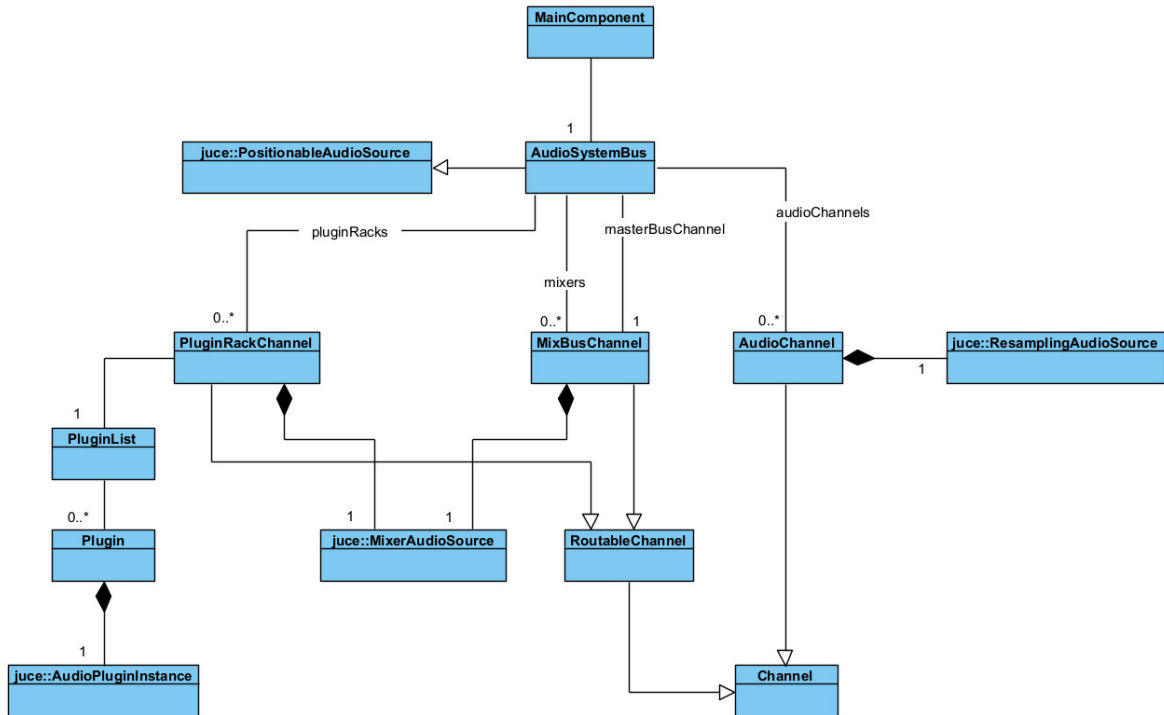 MainComponent
1
juce::PositionableAudioSource
AudioSystemBus
audioChannels
pluginRacks
masterBusChannel
mixers
0..*
0..*
1
0..*
PluginRackChannel
MixBusChannel
AudioChannel
juce::ResamplingAudioSource
1
1
PluginList
0..*
1
1
Plugin
juce::MixerAudioSource
RoutableChannel
1
juce::AudioPluginInstance
Channel